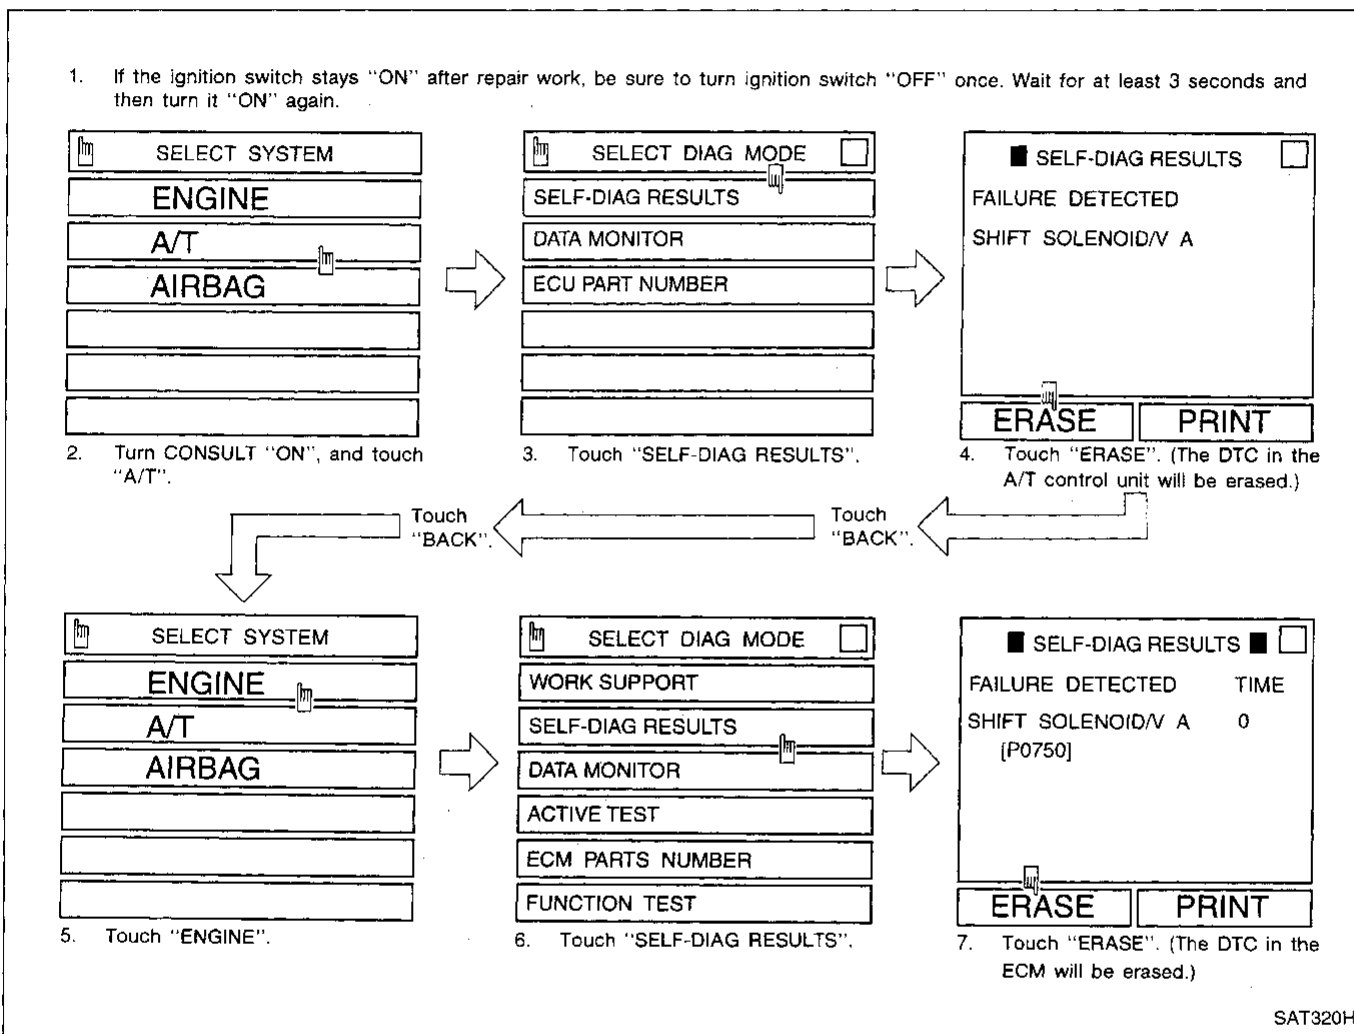 1. If the ignition switch stays "ON" after repair work, be sure to turn ignition switch "OFF" once. Wait for at least 3 seconds and
then turn it "ON" again.
SELECT SYSTEM
ENGINE
A/T
AIRBAG
2. Turn CONSULT "ON", and touch
"A/T".
SELECT DIAG MODE
SELF-DIAG RESULTS
DATA MONITOR
ECU PART NUMBER
3. Touch "SELF-DIAG RESULTS".
SELF-DIAG RESULTS
FAILURE DETECTED
SHIFT SOLENOID/V A
ERASE PRINT
4. Touch "ERASE". (The DTC in the
A/T control unit will be erased.)
Touch
"BACK".
Touch
"BACK".
SELECT SYSTEM
ENGINE
A/T
AIRBAG
5. Touch "ENGINE".
SELECT DIAG MODE
WORK SUPPORT
SELF-DIAG RESULTS
DATA MONITOR
ACTIVE TEST
ECM PARTS NUMBER
FUNCTION TEST
6. Touch "SELF-DIAG RESULTS".
SELF-DIAG RESULTS
FAILURE DETECTED TIME
SHIFT SOLENOID/V A 0
[P0750]
ERASE PRINT
7. Touch "ERASE". (The DTC in the
ECM will be erased.)
SAT320H